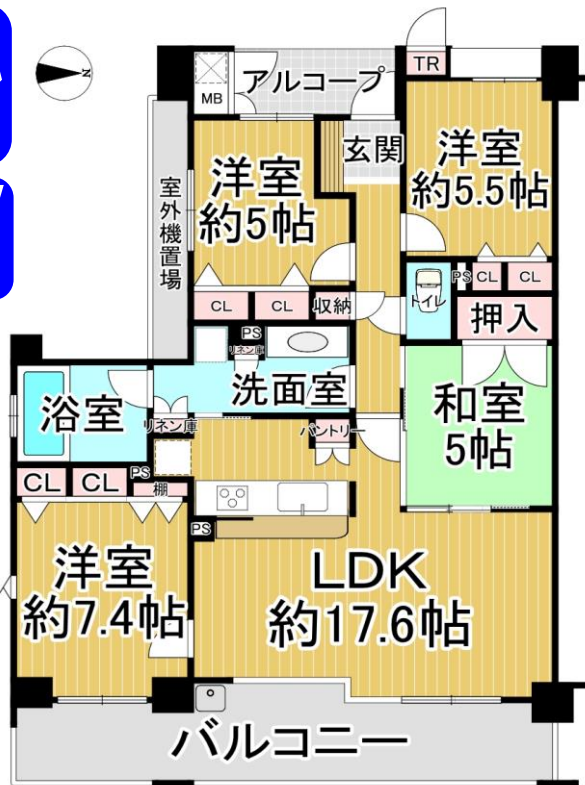 N
MB
アルコープ
TR
玄関
洋室
約5.5帖
洋室
約5帖
室外機置場
CL
CL
収納
トイレ
PS
CL
CL
押入
PS
リネン庫
洗面室
浴室
リネン庫
パントリー
和室
5帖
CL
CL
PS
棚
PS
洋室
約7.4帖
LDK
約17.6帖
バルコニー